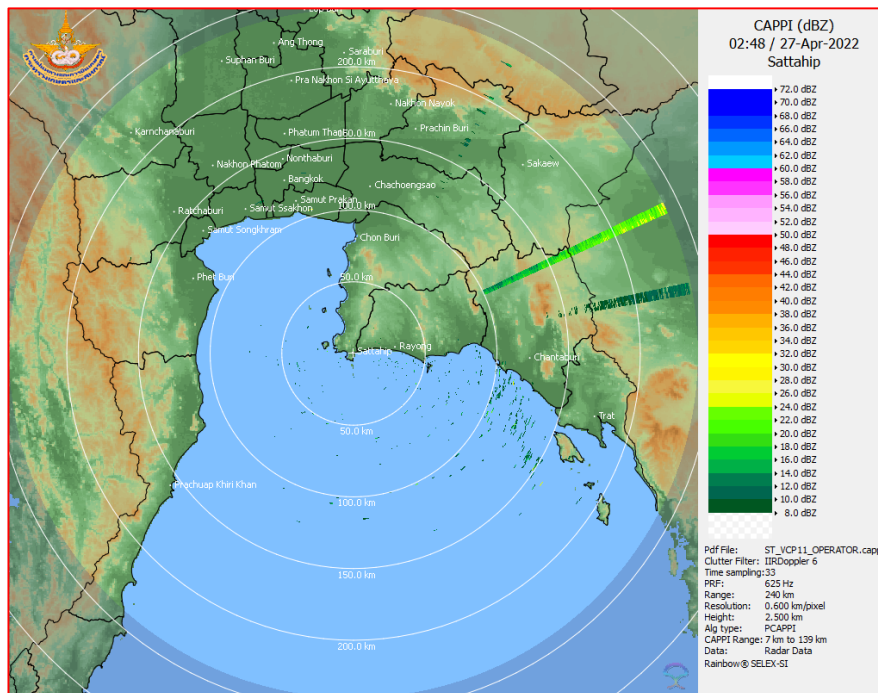 CAPPI (dBZ)
02:48 / 27-Apr-2022
Sattahip
72.0 dBZ
70.0 dBZ
68.0 dBZ
66.0 dBZ
64.0 dBZ
62.0 dBZ
60.0 dBZ
58.0 dBZ
56.0 dBZ
54.0 dBZ
52.0 dBZ
50.0 dBZ
48.0 dBZ
46.0 dBZ
44.0 dBZ
42.0 dBZ
40.0 dBZ
38.0 dBZ
36.0 dBZ
34.0 dBZ
32.0 dBZ
30.0 dBZ
28.0 dBZ
26.0 dBZ
24.0 dBZ
22.0 dBZ
20.0 dBZ
18.0 dBZ
16.0 dBZ
14.0 dBZ
12.0 dBZ
10.0 dBZ
8.0 dBZ
Pdf File: ST_VCP11_OPERATOR.capp
Clutter Filter: IIRDoppler 6
Time sampling:33
PRF: 625 Hz
Range: 240 km
Resolution: 0.600 km/pixel
Height: 2.500 km
Alg type: PCAPPI
CAPPI Range: 7 km to 139 km
Data: Radar Data
Rainbow® SELEX-SI
Ang Thong
Saraburi
Suphan Buri
200.0 km
Pra Nakhon Si Ayutthaya
Nakhon Nayok
Karnchanaburi
Phatum Thani
150.0 km
Prachin Buri
Nonthaburi
Nakhon Phatom
Sakaew
Bangkok
Chachoengsao
Samut Prakan
Ratchaburi
Samut Ssakhon
100.0 km
Samut Songkhram
Chon Buri
Phet Buri
50.0 km
Sattahip
Rayong
Chantaburi
Trat
50.0 km
Prachuap Khiri Khan
100.0 km
150.0 km
200.0 km